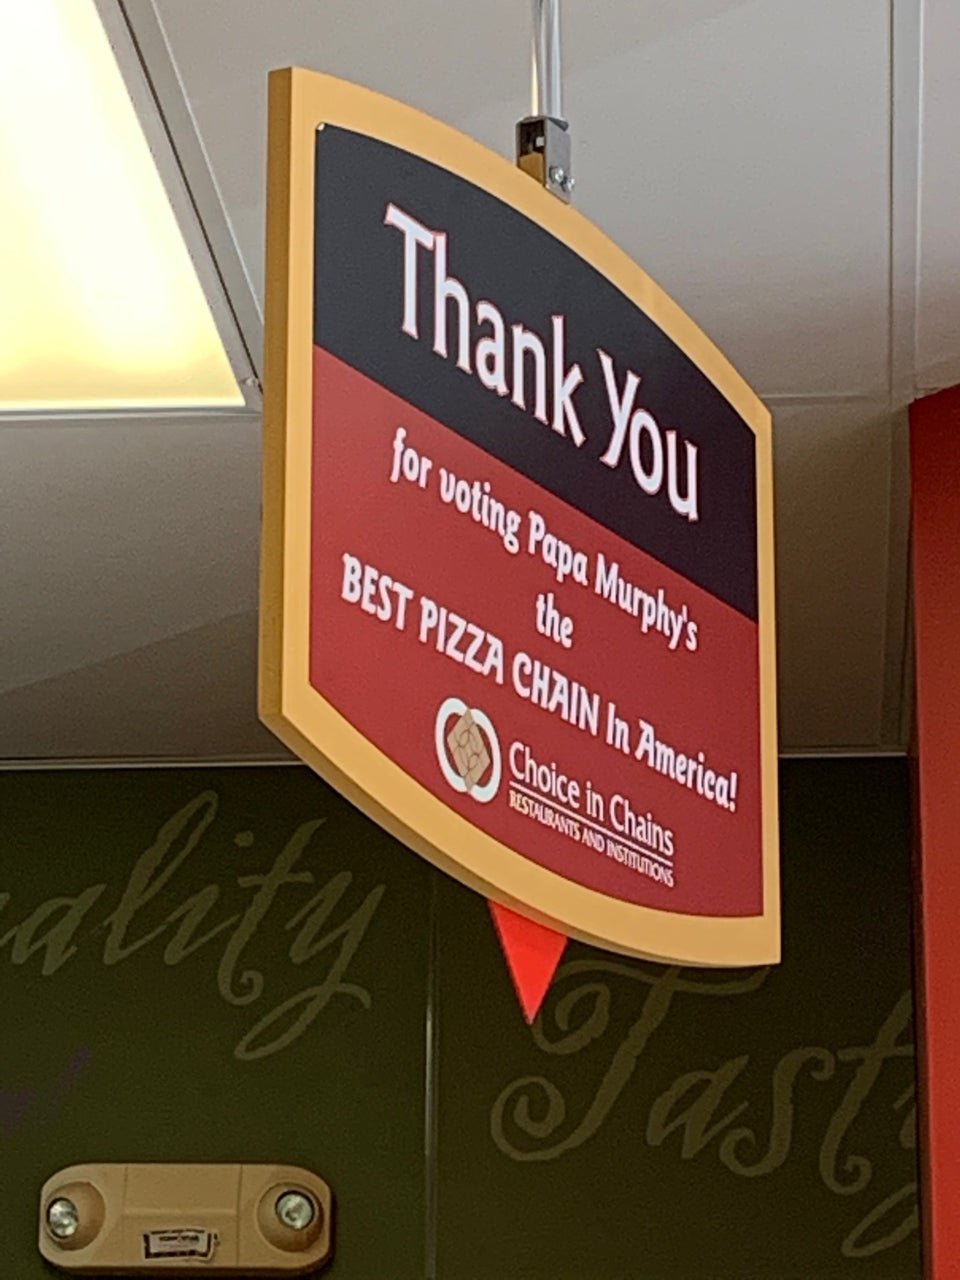 Thank You
for voting Papa Murphy's
the
BEST PIZZA CHAIN In America!
Choice in Chains
RESTAURANTS AND INSTITUTIONS
ality
Tasty